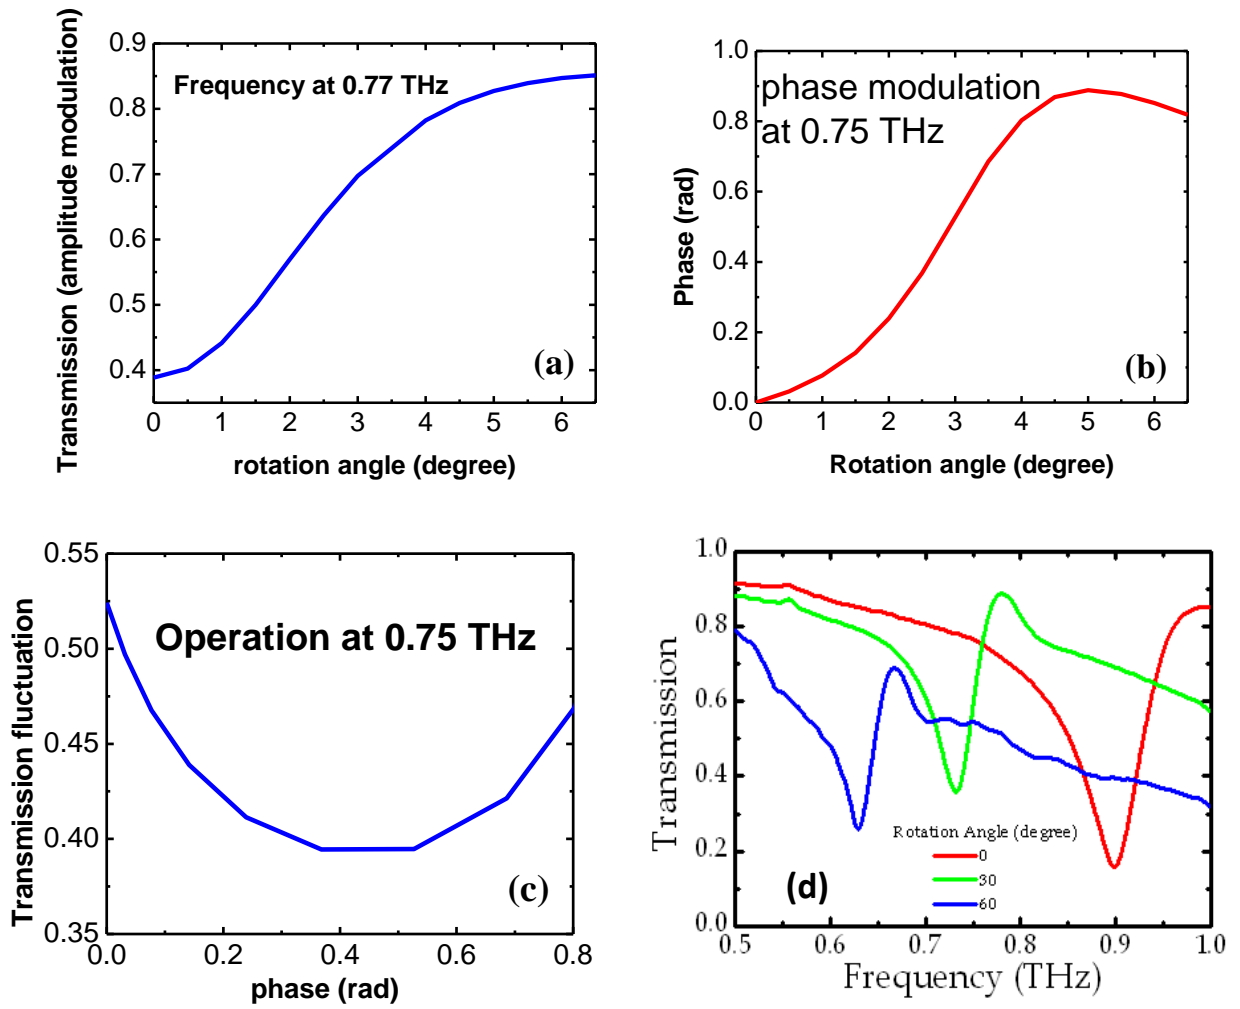 Transmission (amplitude modulation)
0.9
0.8
0.7
0.6
0.5
0.4
Frequency at 0.77 THz
(a)
0 1 2 3 4 5 6
rotation angle (degree)
Phase (rad)
1.0
0.8
0.6
0.4
0.2
0.0
phase modulation
at 0.75 THz
(b)
0 1 2 3 4 5 6
Rotation angle (degree)
Transmission fluctuation
0.55
0.50
0.45
0.40
0.35
Operation at 0.75 THz
(c)
0.0 0.2 0.4 0.6 0.8
phase (rad)
Transmission
1.0
0.8
0.6
0.4
0.2
0.0
Rotation Angle (degree)
0
30
60
(d)
0.5 0.6 0.7 0.8 0.9 1.0
Frequency (THz)